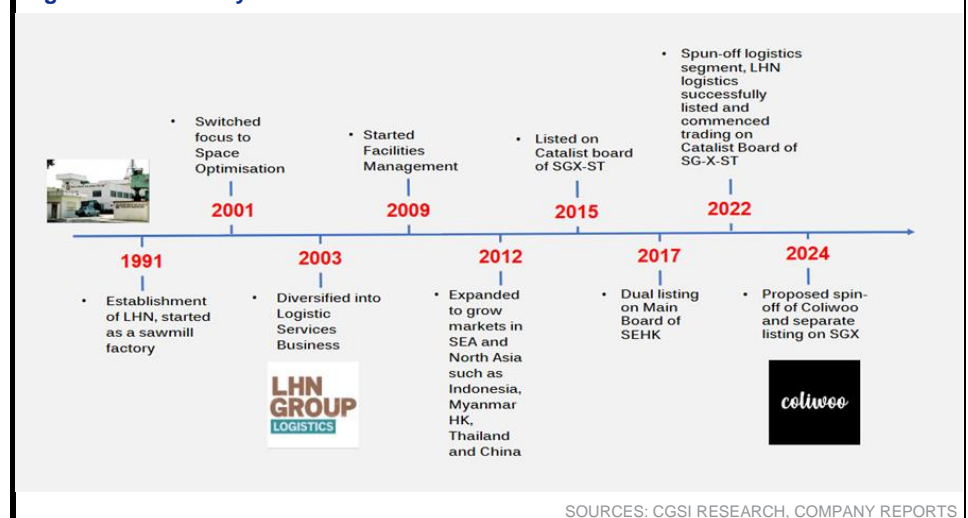 • Switched
focus to
Space
Optimisation
2001
• Started
Facilities
Management
2009
• Listed on
Catalist board
of SGX-ST
2015
• Spun-off logistics
segment, LHN
logistics
successfully
listed and
commenced
trading on
Catalist Board of
SG-X-ST
2022
1991
• Establishment
of LHN, started
as a sawmill
factory
2003
• Diversified into
Logistic
Services
Business
LHN
GROUP
LOGISTICS
2012
• Expanded
to grow
markets in
SEA and
North Asia
such as
Indonesia,
Myanmar
HK,
Thailand
and China
2017
• Dual listing
on Main
Board of
SEHK
2024
• Proposed spin-
off of Coliwoo
and separate
listing on SGX
coliwoo
SOURCES: CGSI RESEARCH, COMPANY REPORTS